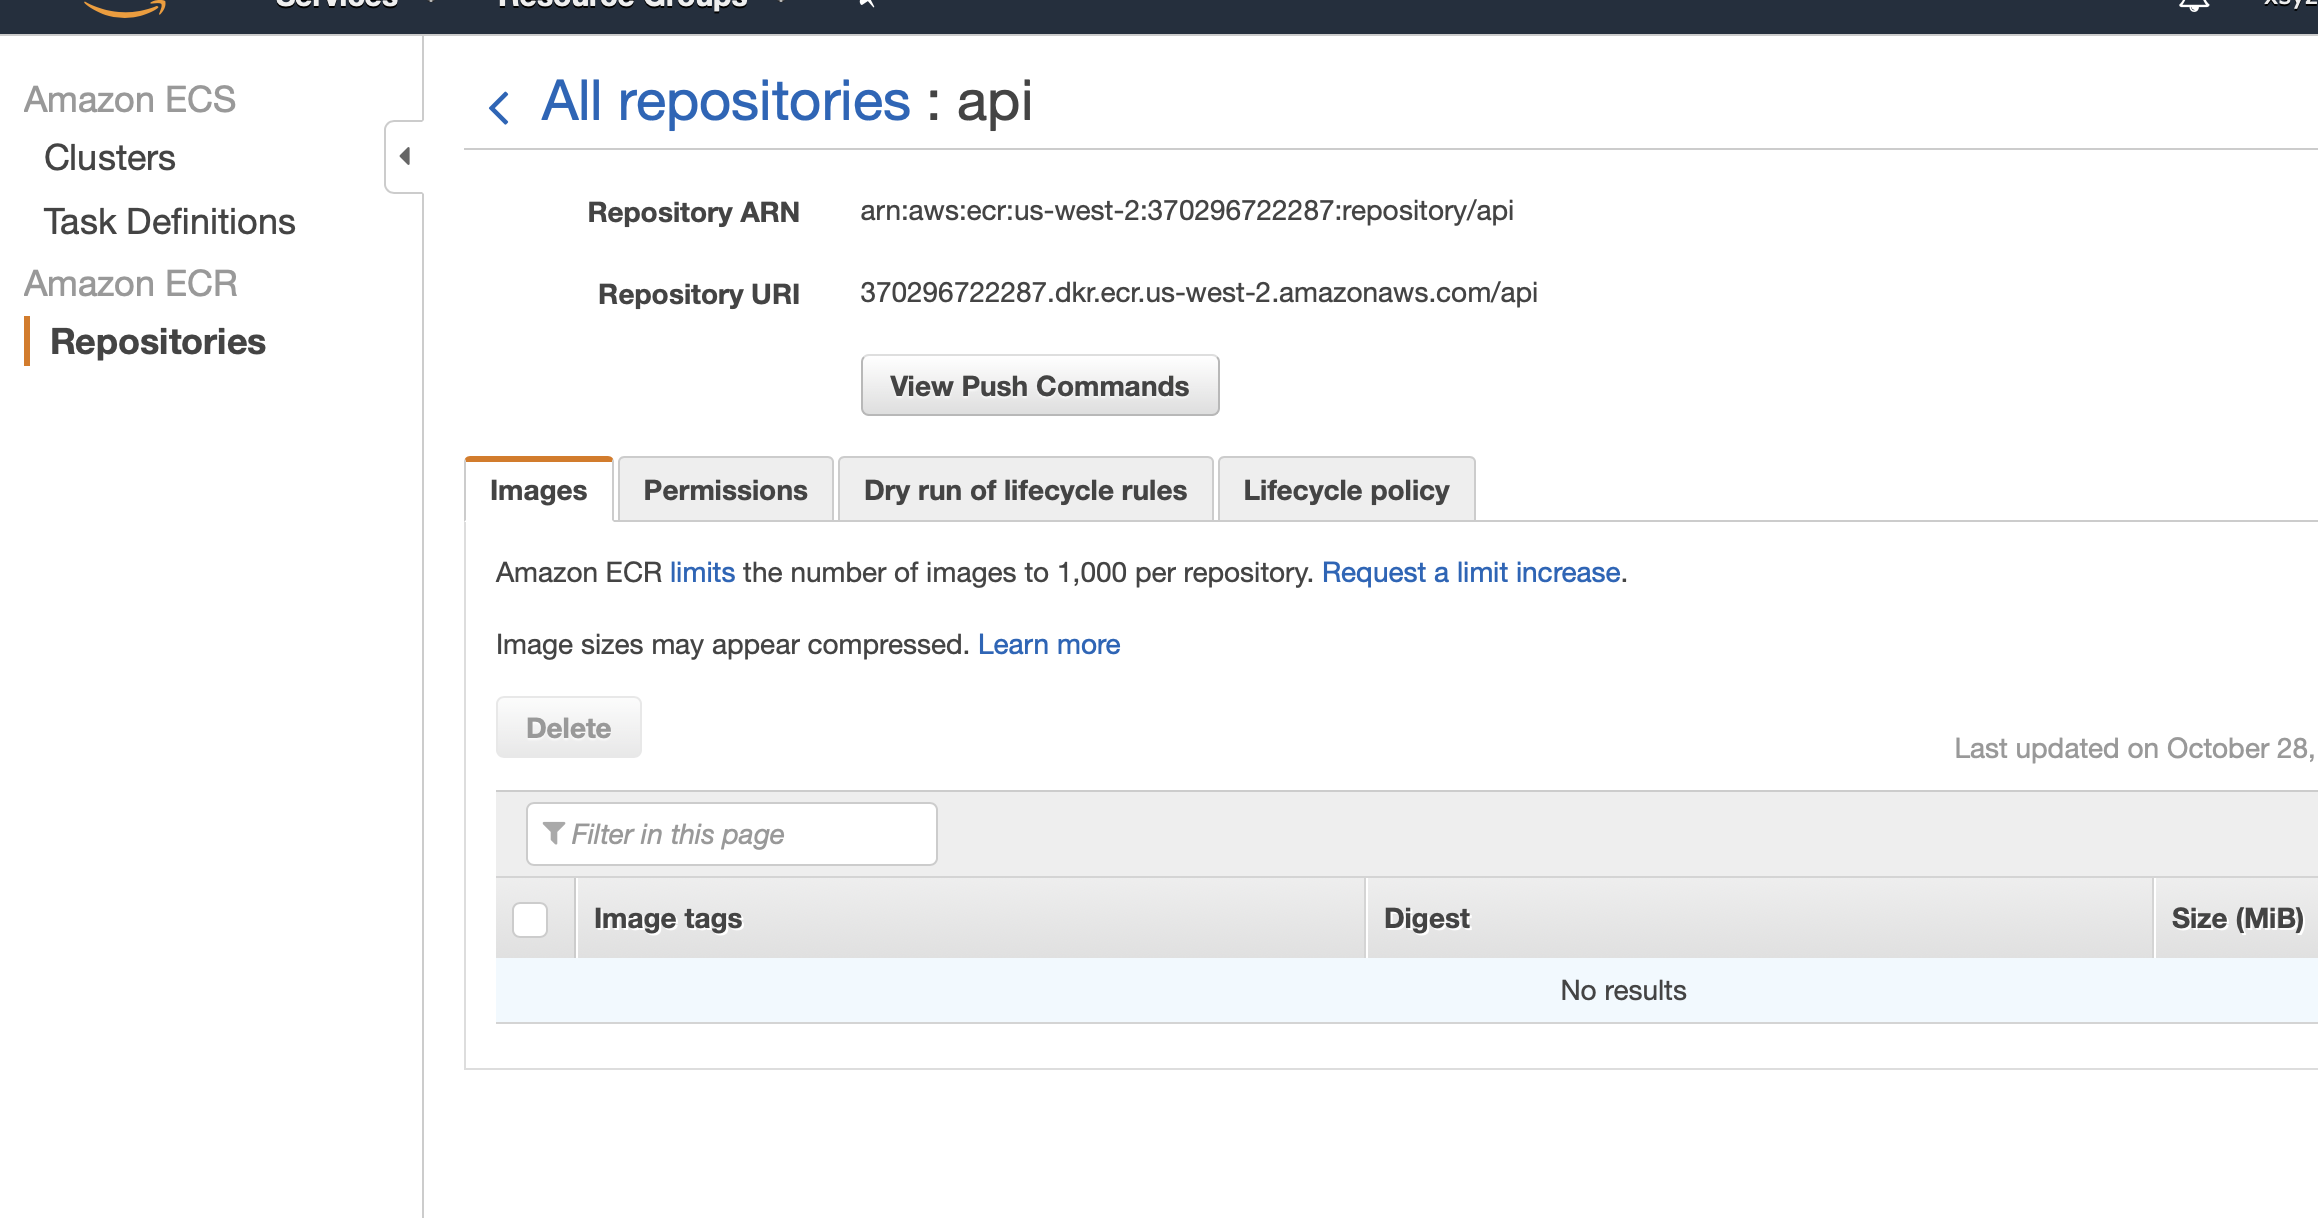 Services
Resource Groups
Amazon ECS
Clusters
Task Definitions
Amazon ECR
Repositories
All repositories : api
Repository ARN arn:aws:ecr:us-west-2:370296722287:repository/api
Repository URI 370296722287.dkr.ecr.us-west-2.amazonaws.com/api
View Push Commands
Images Permissions Dry run of lifecycle rules Lifecycle policy
Amazon ECR limits the number of images to 1,000 per repository. Request a limit increase.
Image sizes may appear compressed. Learn more
Delete
Last updated on October 28,
Filter in this page
Image tags Digest Size (MiB)
No results